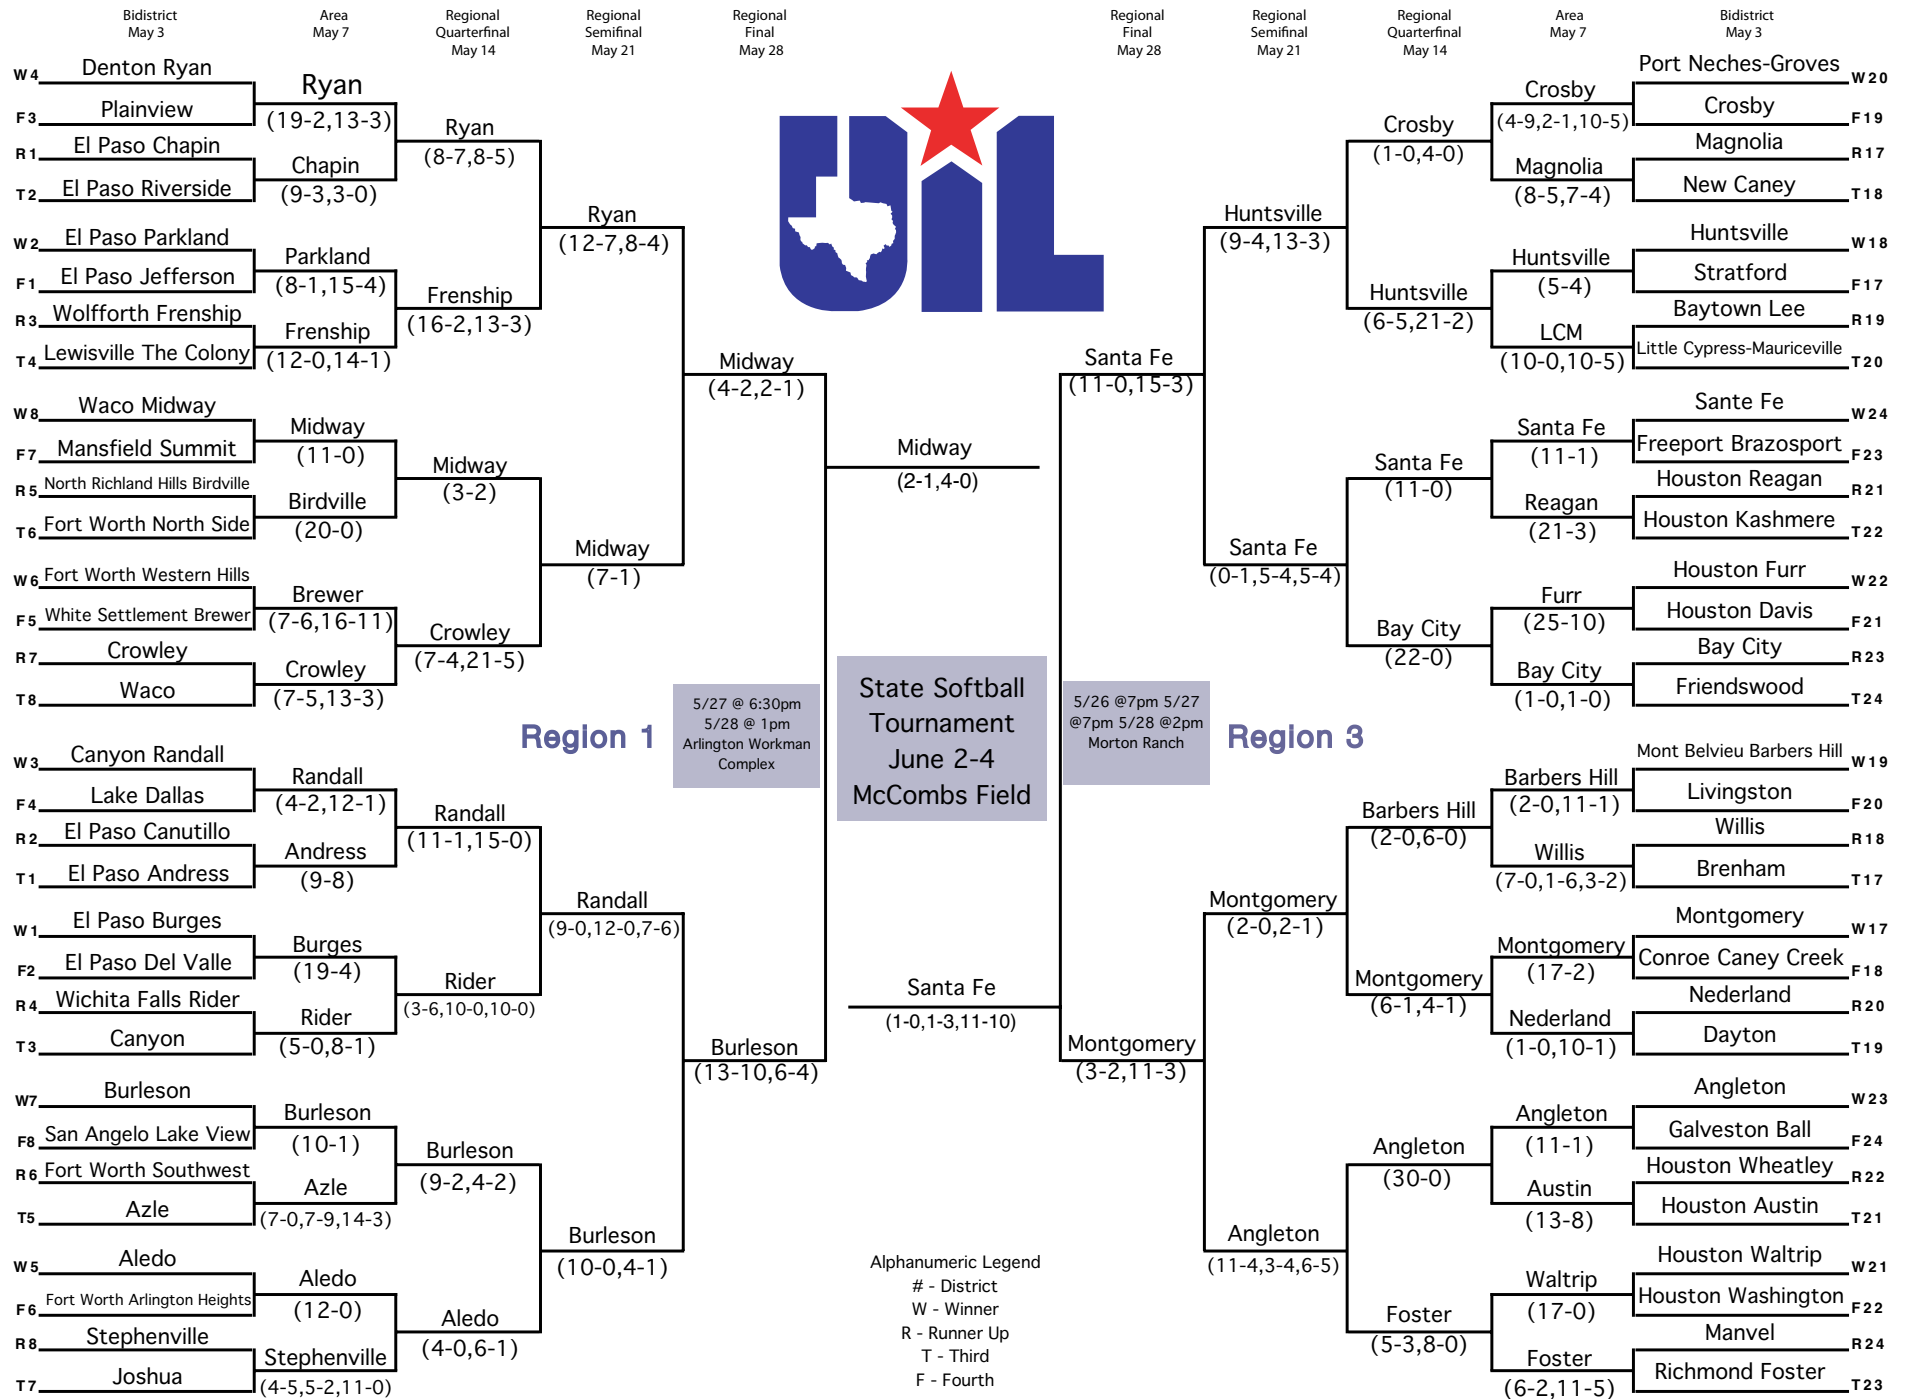 Bidistrict
May 3
Area
May 7
Regional
Quarterfinal
May 14
Regional
Semifinal
May 21
Regional
Final
May 28
Regional
Final
May 28
Regional
Semifinal
May 21
Regional
Quarterfinal
May 14
Area
May 7
Bidistrict
May 3
W4 Denton Ryan
F3 Plainview
R1 El Paso Chapin
T2 El Paso Riverside
W2 El Paso Parkland
F1 El Paso Jefferson
R3 Wolfforth Frenship
T4 Lewisville The Colony
W8 Waco Midway
F7 Mansfield Summit
R5 North Richland Hills Birdville
T6 Fort Worth North Side
W6 Fort Worth Western Hills
F5 White Settlement Brewer
R7 Crowley
T8 Waco
W3 Canyon Randall
F4 Lake Dallas
R2 El Paso Canutillo
T1 El Paso Andress
W1 El Paso Burges
F2 El Paso Del Valle
R4 Wichita Falls Rider
T3 Canyon
W7 Burleson
F8 San Angelo Lake View
R6 Fort Worth Southwest
T5 Azle
W5 Aledo
F6 Fort Worth Arlington Heights
R8 Stephenville
T7 Joshua
Ryan
(19-2,13-3)
Chapin
(9-3,3-0)
Parkland
(8-1,15-4)
Frenship
(12-0,14-1)
Midway
(11-0)
Birdville
(20-0)
Brewer
(7-6,16-11)
Crowley
(7-5,13-3)
Randall
(4-2,12-1)
Andress
(9-8)
Burges
(19-4)
Rider
(5-0,8-1)
Burleson
(10-1)
Azle
(7-0,7-9,14-3)
Aledo
(12-0)
Stephenville
(4-5,5-2,11-0)
Ryan
(8-7,8-5)
Frenship
(16-2,13-3)
Midway
(3-2)
Crowley
(7-4,21-5)
Randall
(11-1,15-0)
Rider
(3-6,10-0,10-0)
Burleson
(9-2,4-2)
Aledo
(4-0,6-1)
Ryan
(12-7,8-4)
Midway
(7-1)
Randall
(9-0,12-0,7-6)
Burleson
(10-0,4-1)
Midway
(4-2,2-1)
Burleson
(13-10,6-4)
Region 1
5/27 @ 6:30pm
5/28 @ 1pm
Arlington Workman
Complex
UIL
Midway
(2-1,4-0)
State Softball
Tournament
June 2-4
McCombs Field
Santa Fe
(1-0,1-3,11-10)
Alphanumeric Legend
# - District
W - Winner
R - Runner Up
T - Third
F - Fourth
5/26 @7pm 5/27
@7pm 5/28 @2pm
Morton Ranch
Region 3
Santa Fe
(11-0,15-3)
Montgomery
(3-2,11-3)
Huntsville
(9-4,13-3)
Santa Fe
(0-1,5-4,5-4)
Montgomery
(2-0,2-1)
Angleton
(11-4,3-4,6-5)
Crosby
(1-0,4-0)
Huntsville
(6-5,21-2)
Santa Fe
(11-0)
Bay City
(22-0)
Barbers Hill
(2-0,6-0)
Montgomery
(6-1,4-1)
Angleton
(30-0)
Foster
(5-3,8-0)
Crosby
(4-9,2-1,10-5)
Magnolia
(8-5,7-4)
Huntsville
(5-4)
LCM
(10-0,10-5)
Santa Fe
(11-1)
Reagan
(21-3)
Furr
(25-10)
Bay City
(1-0,1-0)
Barbers Hill
(2-0,11-1)
Willis
(7-0,1-6,3-2)
Montgomery
(17-2)
Nederland
(1-0,10-1)
Angleton
(11-1)
Austin
(13-8)
Waltrip
(17-0)
Foster
(6-2,11-5)
Port Neches-Groves W20
Crosby F19
Magnolia R17
New Caney T18
Huntsville W18
Stratford F17
Baytown Lee R19
Little Cypress-Mauriceville T20
Sante Fe W24
Freeport Brazosport F23
Houston Reagan R21
Houston Kashmere T22
Houston Furr W22
Houston Davis F21
Bay City R23
Friendswood T24
Mont Belvieu Barbers Hill W19
Livingston F20
Willis R18
Brenham T17
Montgomery W17
Conroe Caney Creek F18
Nederland R20
Dayton T19
Angleton W23
Galveston Ball F24
Houston Wheatley R22
Houston Austin T21
Houston Waltrip W21
Houston Washington F22
Manvel R24
Richmond Foster T23